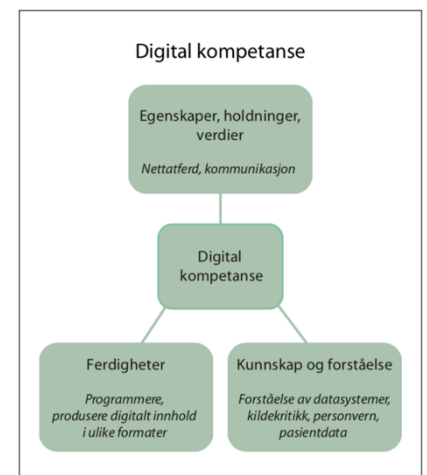 Digital kompetanse
Egenskaper, holdninger,
verdier
Nettatferd, kommunikasjon
Digital
kompetanse
Ferdigheter
Programmere,
produsere digitalt innhold
i ulike formater
Kunnskap og forståelse
Forståelse av datasystemer,
kildekritikk, personvern,
pasientdata